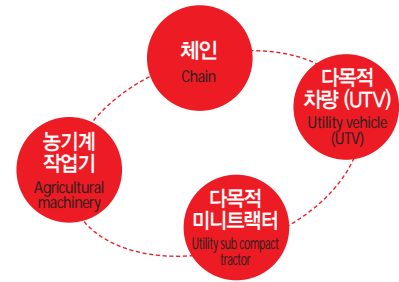 체인
Chain
다목적
차량 (UTV)
Utility vehicle
(UTV)
농기계
작업기
Agricultural
machinery
다목적
미니트랙터
Utility sub compact
tractor